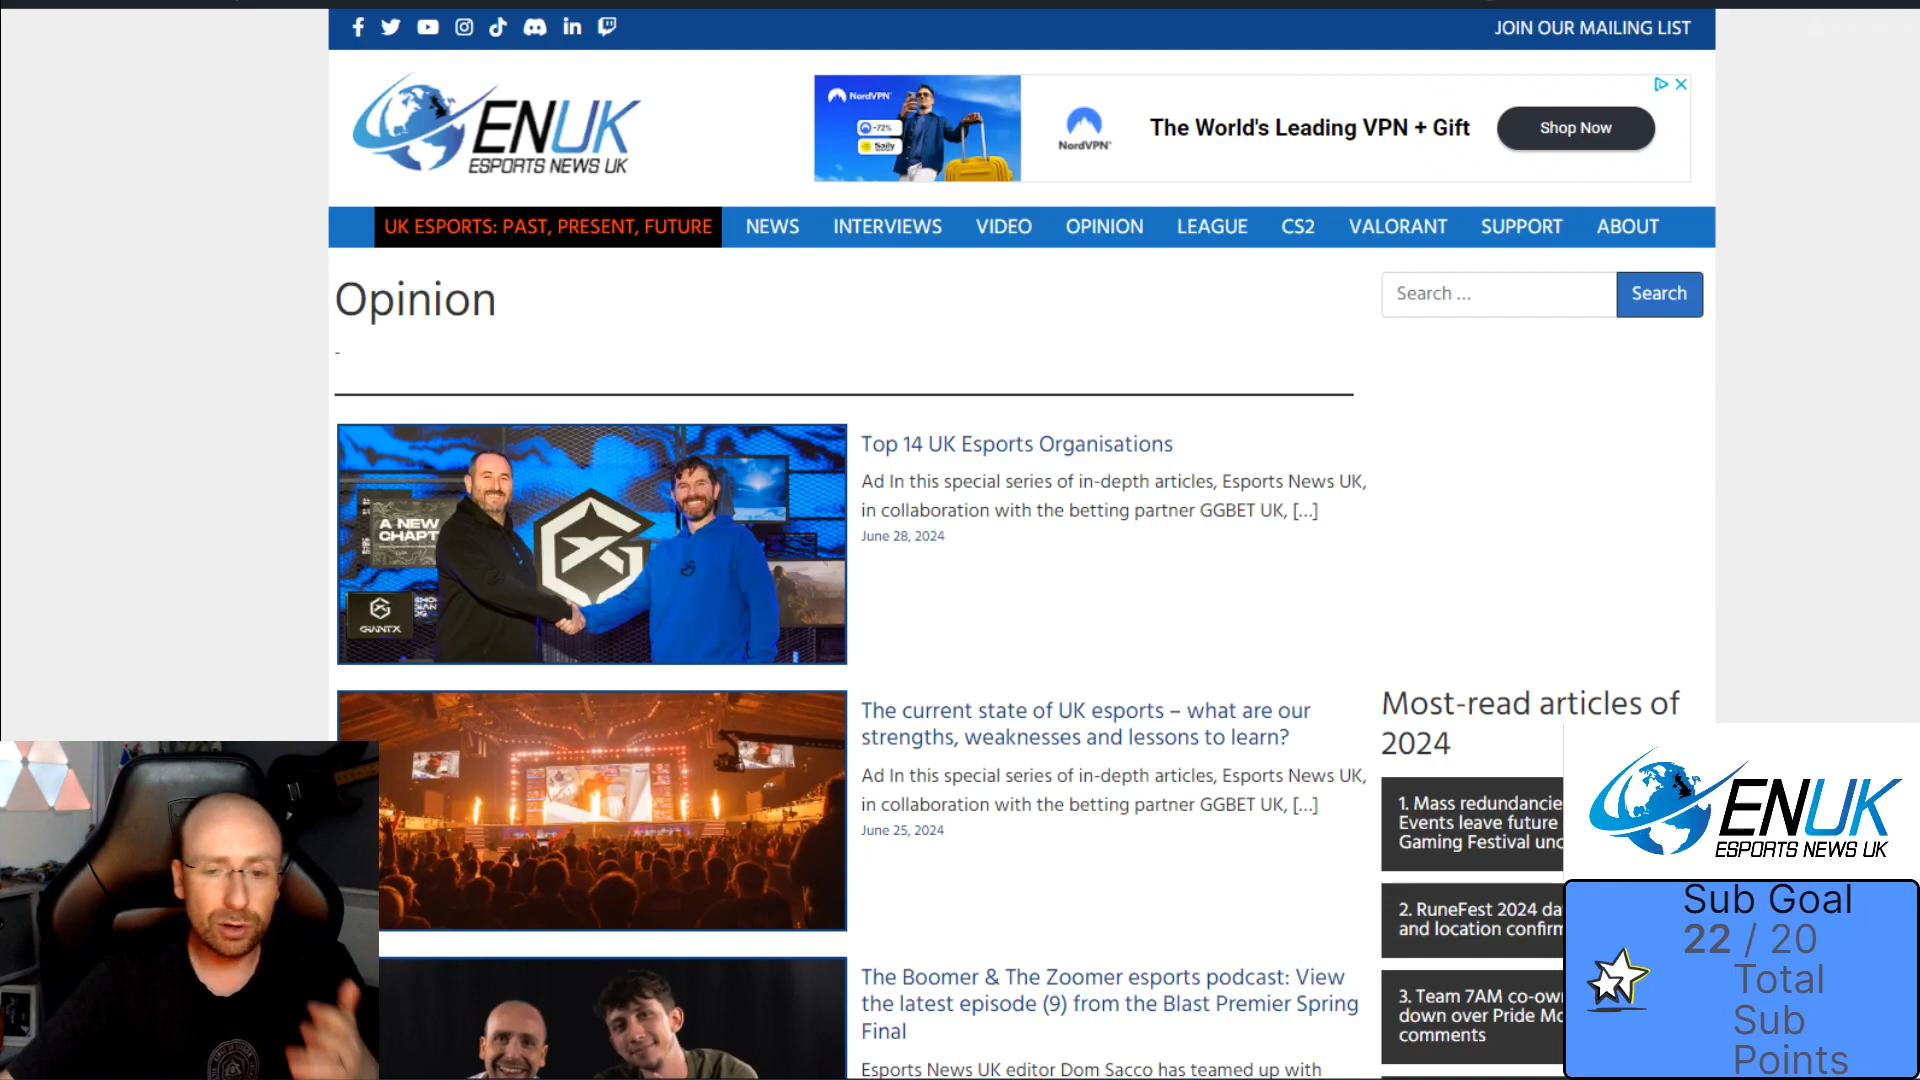 JOIN OUR MAILING LIST
ENUK
ESPORTS NEWS UK
NordVPN
-72%
Saily
NordVPN
The World's Leading VPN + Gift
Shop Now
UK ESPORTS: PAST, PRESENT, FUTURE NEWS INTERVIEWS VIDEO OPINION LEAGUE CS2 VALORANT SUPPORT ABOUT
Opinion
Search ...
Search
-
A NEW
CHAPT
GIANTX
Top 14 UK Esports Organisations
Ad In this special series of in-depth articles, Esports News UK,
in collaboration with the betting partner GGBET UK, [...]
June 28, 2024
The current state of UK esports – what are our
strengths, weaknesses and lessons to learn?
Ad In this special series of in-depth articles, Esports News UK,
in collaboration with the betting partner GGBET UK, [...]
June 25, 2024
The Boomer & The Zoomer esports podcast: View
the latest episode (9) from the Blast Premier Spring
Final
Esports News UK editor Dom Sacco has teamed up with
Most-read articles of
2024
1. Mass redundancie
Events leave future
Gaming Festival unc
2. RuneFest 2024 da
and location confirm
3. Team 7AM co-own
down over Pride Mo
comments
ENUK
ESPORTS NEWS UK
Sub Goal
22 / 20
Total
Sub
Points